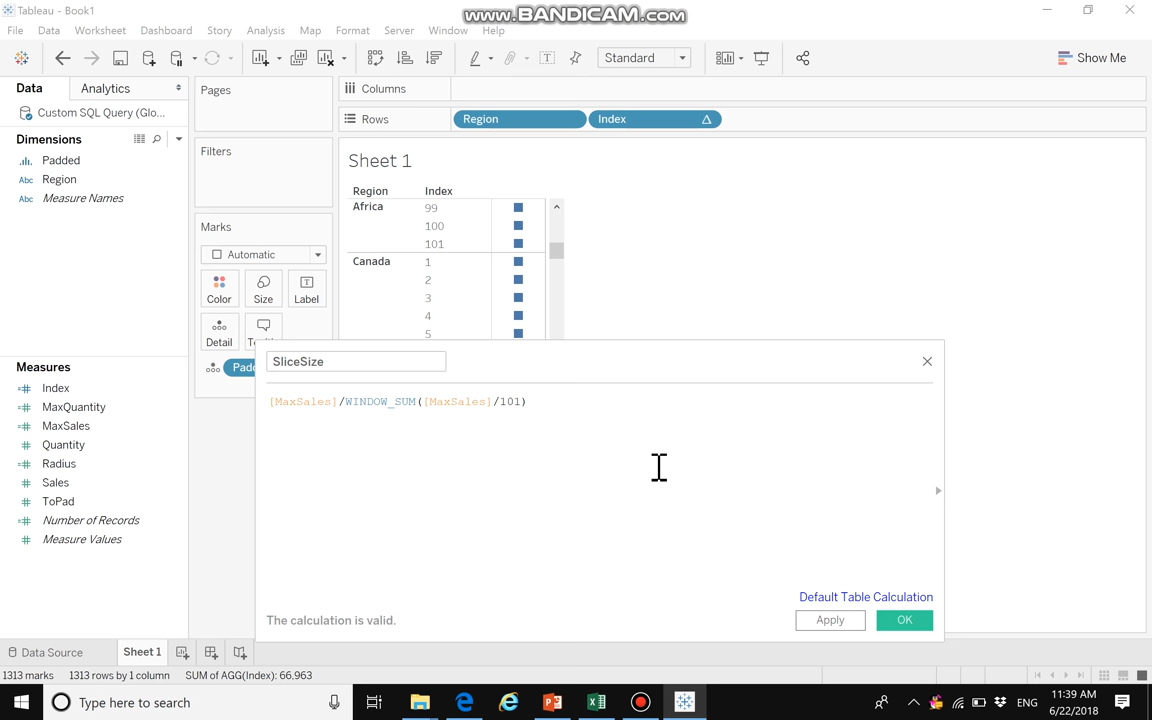 Tableau - Book1
www.BANDICAM.com
File Data Worksheet Dashboard Story Analysis Map Format Server Window Help
Standard
Show Me
Data Analytics
Pages
Columns
Custom SQL Query (Glo...
Rows Region Index
Dimensions
Padded
Region
Measure Names
Filters
Sheet 1
Region Index
Africa 99
100
101
Canada 1
2
3
4
5
Marks
Automatic
Color Size Label
Detail
Measures
Index
MaxQuantity
MaxSales
Quantity
Radius
Sales
ToPad
Number of Records
Measure Values
SliceSize
[MaxSales]/WINDOW_SUM([MaxSales]/101)
Default Table Calculation
The calculation is valid.
Apply OK
Data Source Sheet 1
1313 marks 1313 rows by 1 column SUM of AGG(Index): 66,963
Type here to search
ENG
11:39 AM
6/22/2018